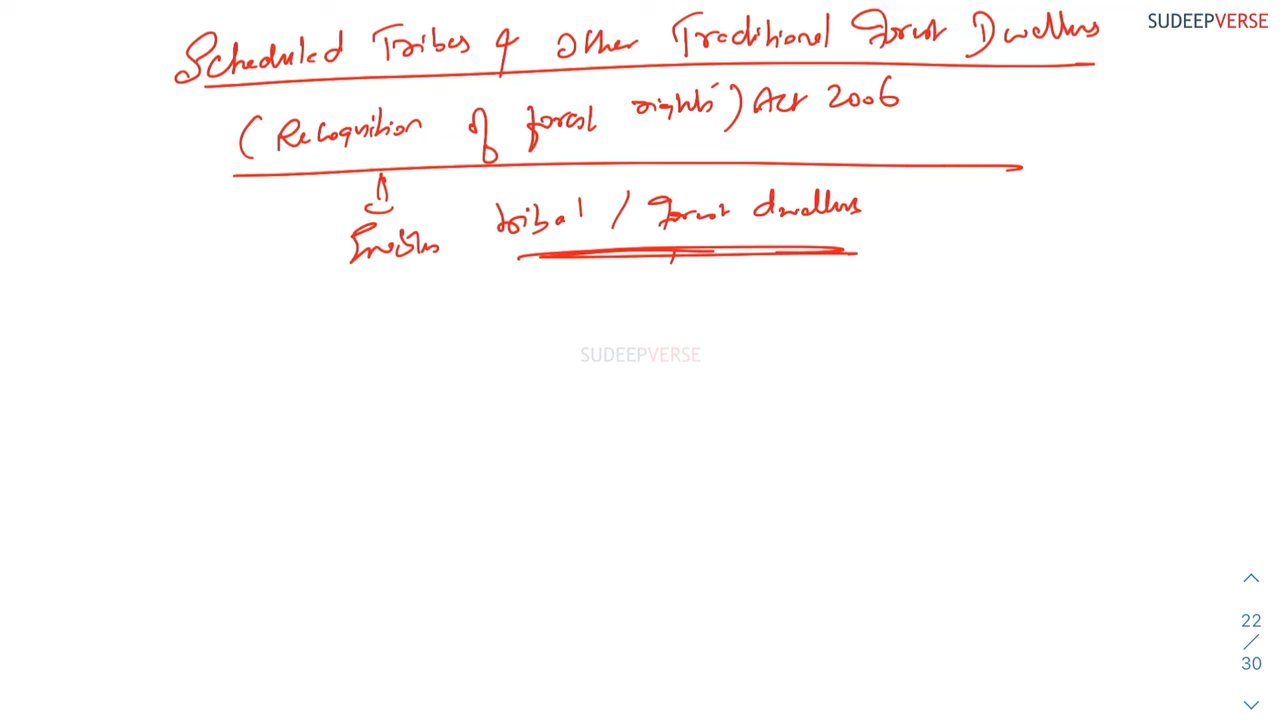 SUDEEPVERSE
Scheduled Tribes & Other Traditional Forest Dwellers
(Recognition of forest rights) Act 2006
tribal / Forest dwellers
SUDEEPVERSE
22
/
30